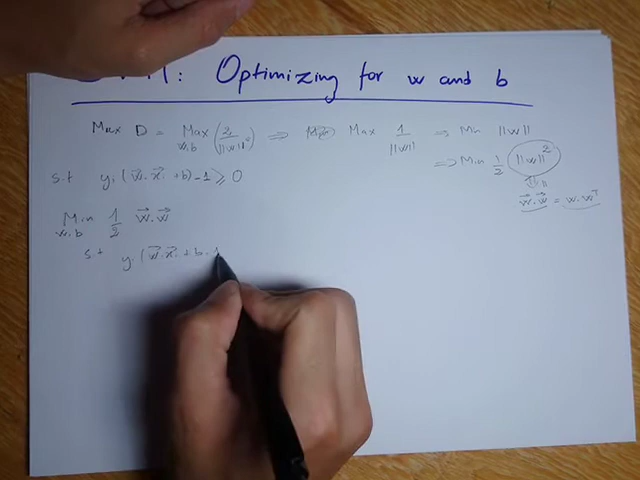 SVM: Optimizing for w and b
Max D = Max w,b (2/||w||) => Max 1/||w|| => Min ||w||
=> Min 1/2 ||w||²
s.t yᵢ(w⃗.x⃗ᵢ+b)-1 ≥ 0
w⃗.w⃗ = w.wᵀ
Min w,b 1/2 w⃗.w⃗
s.t yᵢ(w⃗.x⃗ᵢ+b-1